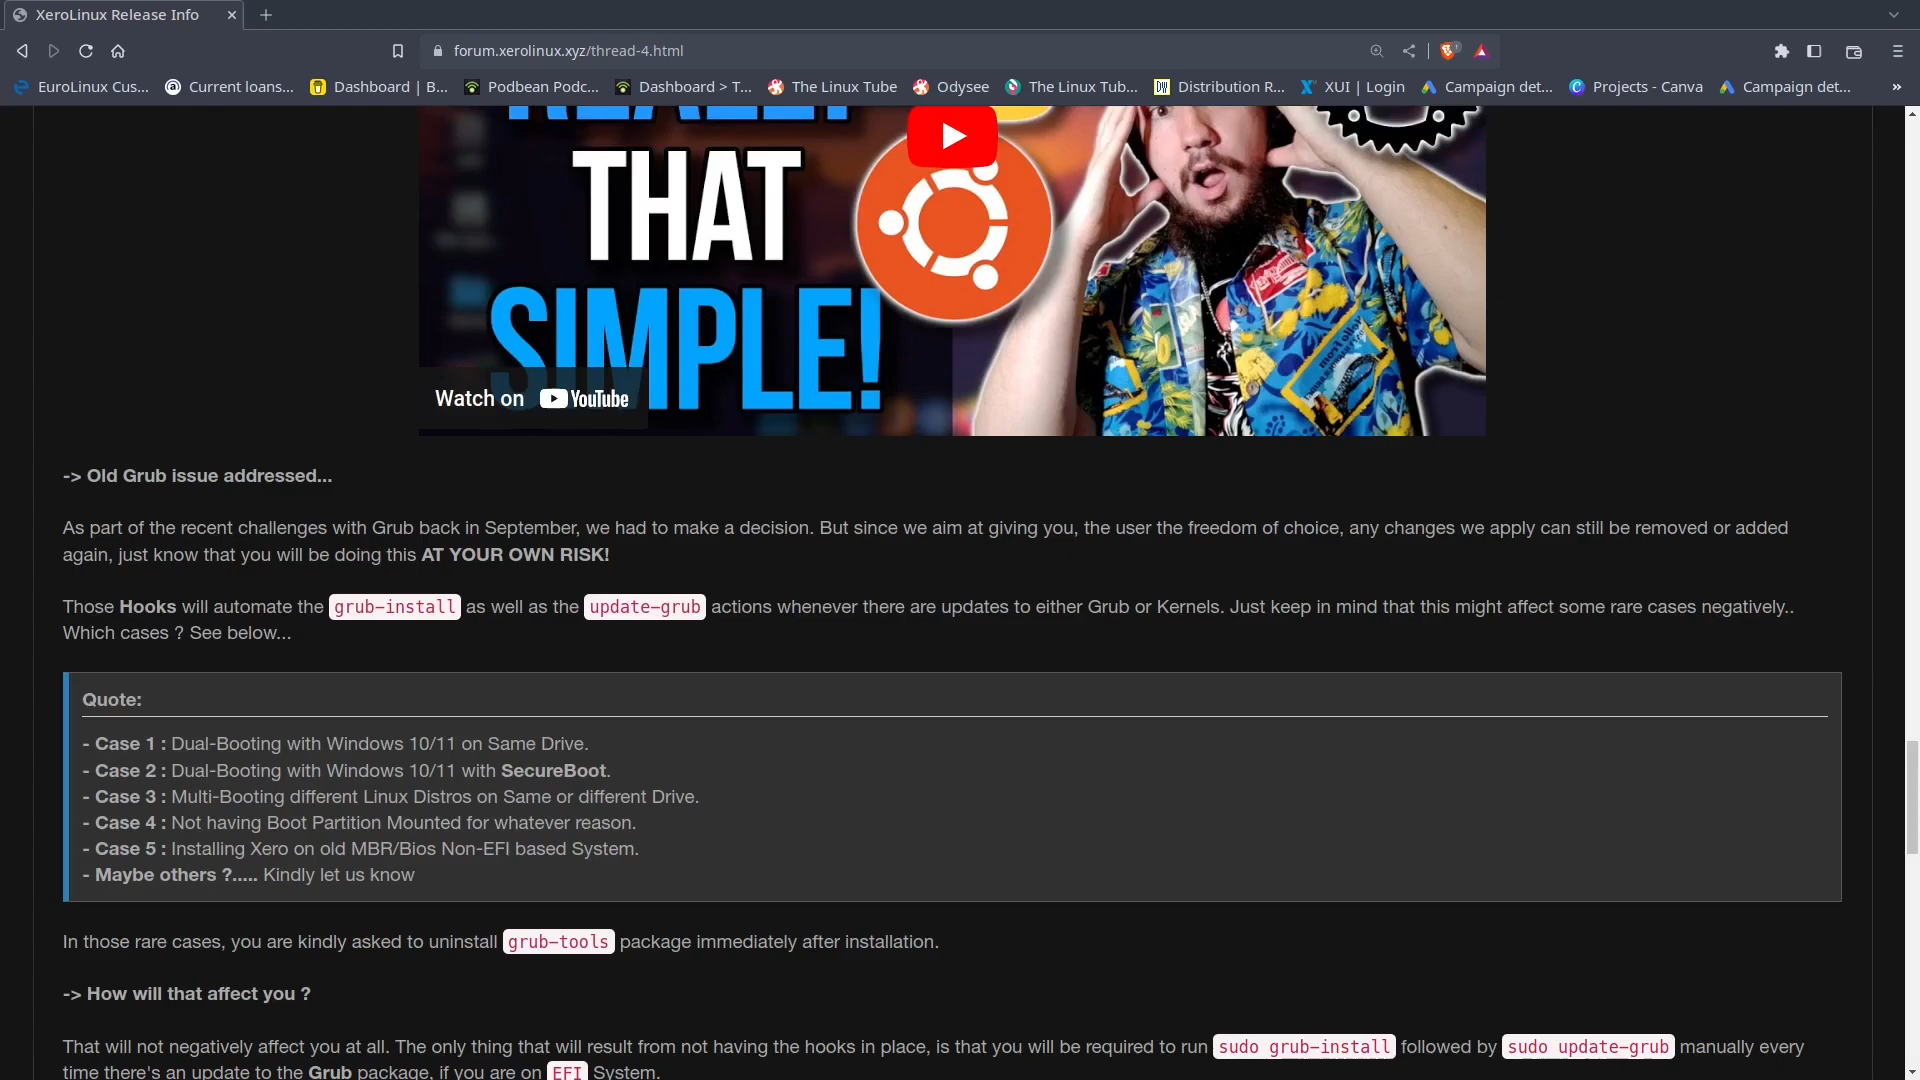 XeroLinux Release Info
forum.xerolinux.xyz/thread-4.html
EuroLinux Cus... Current loans... Dashboard | B... Podbean Podc... Dashboard > T... The Linux Tube Odysee The Linux Tub... Distribution R... XUI | Login Campaign det... Projects - Canva Campaign det... »
THAT
SIMPLE!
Watch on YouTube
-> Old Grub issue addressed...
As part of the recent challenges with Grub back in September, we had to make a decision. But since we aim at giving you, the user the freedom of choice, any changes we apply can still be removed or added
again, just know that you will be doing this AT YOUR OWN RISK!
Those Hooks will automate the grub-install as well as the update-grub actions whenever there are updates to either Grub or Kernels. Just keep in mind that this might affect some rare cases negatively..
Which cases ? See below...
Quote:
- Case 1 : Dual-Booting with Windows 10/11 on Same Drive.
- Case 2 : Dual-Booting with Windows 10/11 with SecureBoot.
- Case 3 : Multi-Booting different Linux Distros on Same or different Drive.
- Case 4 : Not having Boot Partition Mounted for whatever reason.
- Case 5 : Installing Xero on old MBR/Bios Non-EFI based System.
- Maybe others ?..... Kindly let us know
In those rare cases, you are kindly asked to uninstall grub-tools package immediately after installation.
-> How will that affect you ?
That will not negatively affect you at all. The only thing that will result from not having the hooks in place, is that you will be required to run sudo grub-install followed by sudo update-grub manually every
time there's an update to the Grub package, if you are on EFI System.